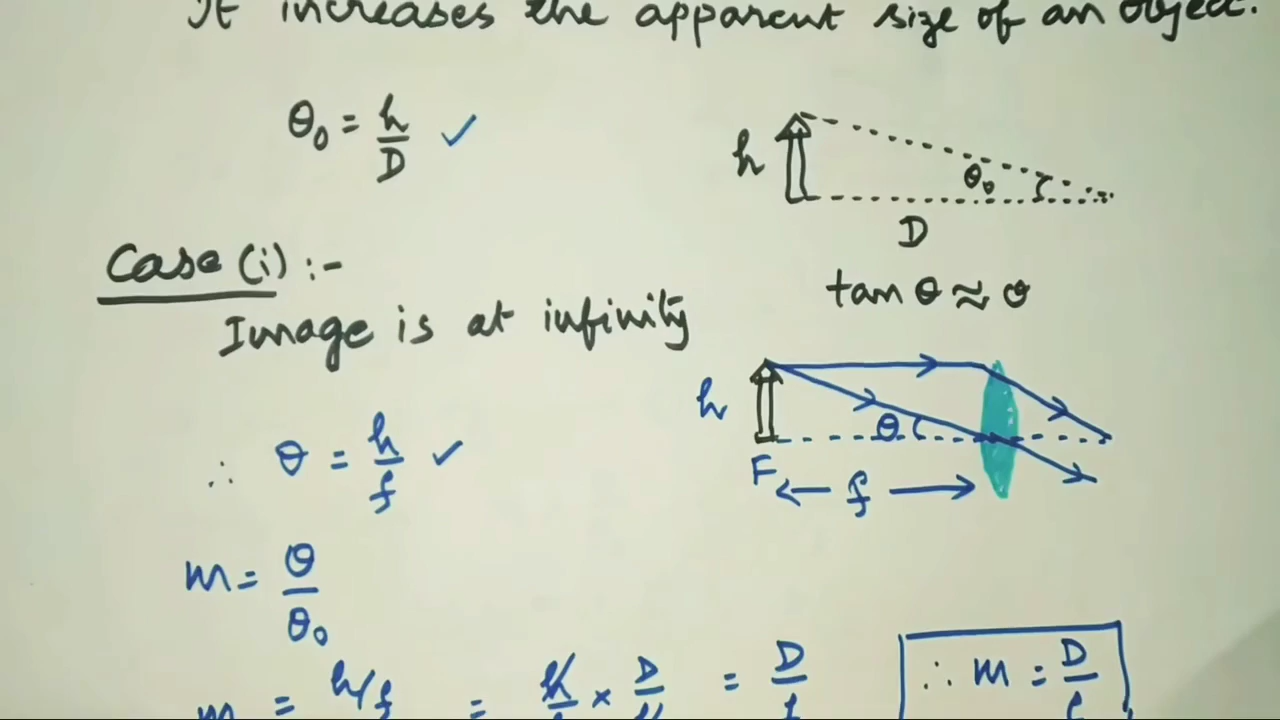 It increases the apparent size of an object.
θ₀ = h/D ✓
h
θ₀
D
Case (i) :-
tan θ ≈ θ
Image is at infinity
h
θ
∴ θ = h/f ✓
F
f
m = θ/θ₀
m = h/f = h/f × D/h = D/f
∴ m = D/f